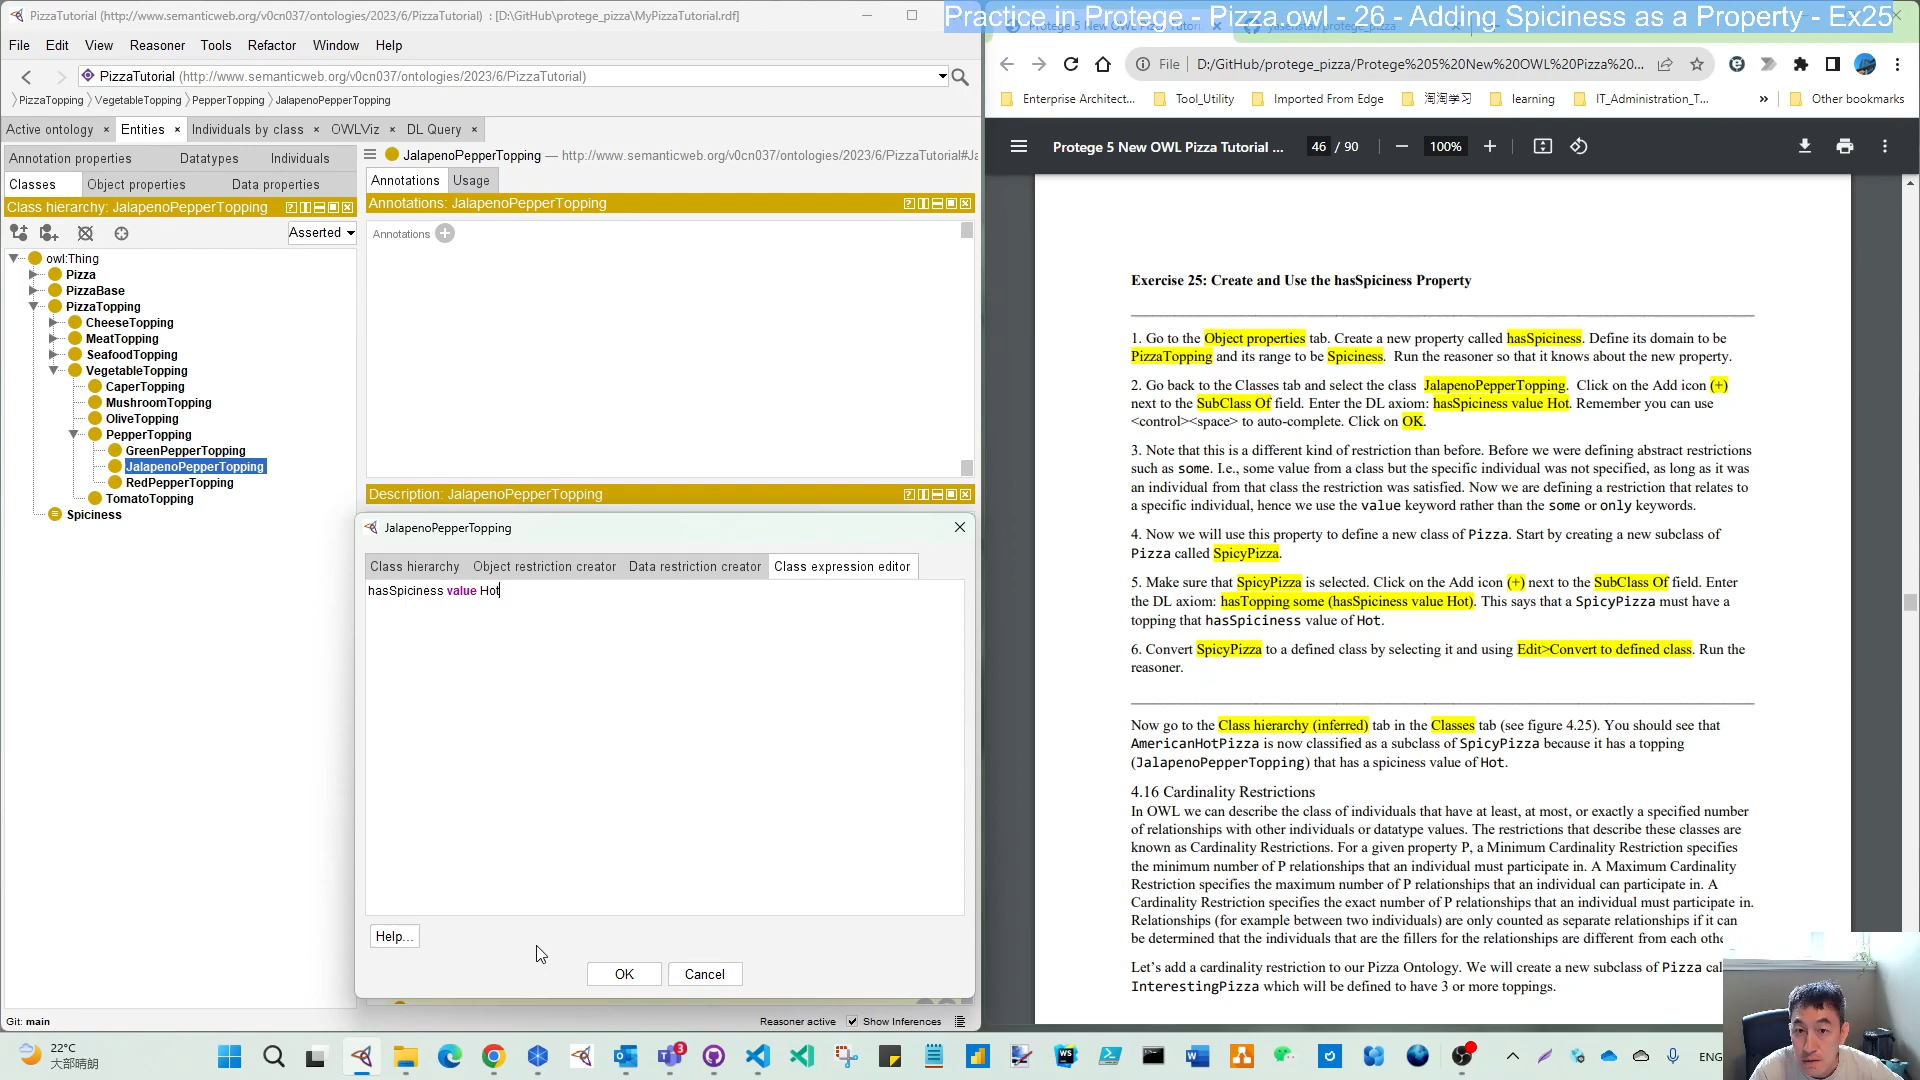 Practice in Protege - Pizza.owl - 26 - Adding Spiciness as a Property - Ex25
PizzaTutorial (http://www.semanticweb.org/v0cn037/ontologies/2023/6/PizzaTutorial) : [D:\GitHub\protege_pizza\MyPizzaTutorial.rdf]
File Edit View Reasoner Tools Refactor Window Help
PizzaTutorial (http://www.semanticweb.org/v0cn037/ontologies/2023/6/PizzaTutorial)
PizzaTopping VegetableTopping PepperTopping JalapenoPepperTopping
Active ontology × Entities × Individuals by class × OWLViz × DL Query ×
Annotation properties Datatypes Individuals
Classes Object properties Data properties
Class hierarchy: JalapenoPepperTopping
Asserted
owl:Thing
Pizza
PizzaBase
PizzaTopping
CheeseTopping
MeatTopping
SeafoodTopping
VegetableTopping
CaperTopping
MushroomTopping
OliveTopping
PepperTopping
GreenPepperTopping
JalapenoPepperTopping
RedPepperTopping
TomatoTopping
Spiciness
JalapenoPepperTopping — http://www.semanticweb.org/v0cn037/ontologies/2023/6/PizzaTutorial#Ja
Annotations Usage
Annotations: JalapenoPepperTopping
Annotations
Description: JalapenoPepperTopping
JalapenoPepperTopping
Class hierarchy Object restriction creator Data restriction creator Class expression editor
hasSpiciness value Hot
Help...
OK Cancel
Git: main
Reasoner active Show Inferences
File D:/GitHub/protege_pizza/Protege%205%20New%20OWL%20Pizza%20...
Enterprise Architect... Tool_Utility Imported From Edge 淘淘学习 learning IT_Administration_T... » Other bookmarks
Protege 5 New OWL Pizza Tutorial ... 46 / 90 100%
Exercise 25: Create and Use the hasSpiciness Property
1. Go to the Object properties tab. Create a new property called hasSpiciness. Define its domain to be
PizzaTopping and its range to be Spiciness. Run the reasoner so that it knows about the new property.
2. Go back to the Classes tab and select the class JalapenoPepperTopping. Click on the Add icon (+)
next to the SubClass Of field. Enter the DL axiom: hasSpiciness value Hot. Remember you can use
<control><space> to auto-complete. Click on OK.
3. Note that this is a different kind of restriction than before. Before we were defining abstract restrictions
such as some. I.e., some value from a class but the specific individual was not specified, as long as it was
an individual from that class the restriction was satisfied. Now we are defining a restriction that relates to
a specific individual, hence we use the value keyword rather than the some or only keywords.
4. Now we will use this property to define a new class of Pizza. Start by creating a new subclass of
Pizza called SpicyPizza.
5. Make sure that SpicyPizza is selected. Click on the Add icon (+) next to the SubClass Of field. Enter
the DL axiom: hasTopping some (hasSpiciness value Hot). This says that a SpicyPizza must have a
topping that hasSpiciness value of Hot.
6. Convert SpicyPizza to a defined class by selecting it and using Edit>Convert to defined class. Run the
reasoner.
Now go to the Class hierarchy (inferred) tab in the Classes tab (see figure 4.25). You should see that
AmericanHotPizza is now classified as a subclass of SpicyPizza because it has a topping
(JalapenoPepperTopping) that has a spiciness value of Hot.
4.16 Cardinality Restrictions
In OWL we can describe the class of individuals that have at least, at most, or exactly a specified number
of relationships with other individuals or datatype values. The restrictions that describe these classes are
known as Cardinality Restrictions. For a given property P, a Minimum Cardinality Restriction specifies
the minimum number of P relationships that an individual must participate in. A Maximum Cardinality
Restriction specifies the maximum number of P relationships that an individual can participate in. A
Cardinality Restriction specifies the exact number of P relationships that an individual must participate in.
Relationships (for example between two individuals) are only counted as separate relationships if it can
be determined that the individuals that are the fillers for the relationships are different from each othe
Let's add a cardinality restriction to our Pizza Ontology. We will create a new subclass of Pizza cal
InterestingPizza which will be defined to have 3 or more toppings.
22°C
大部晴朗
3
ENG